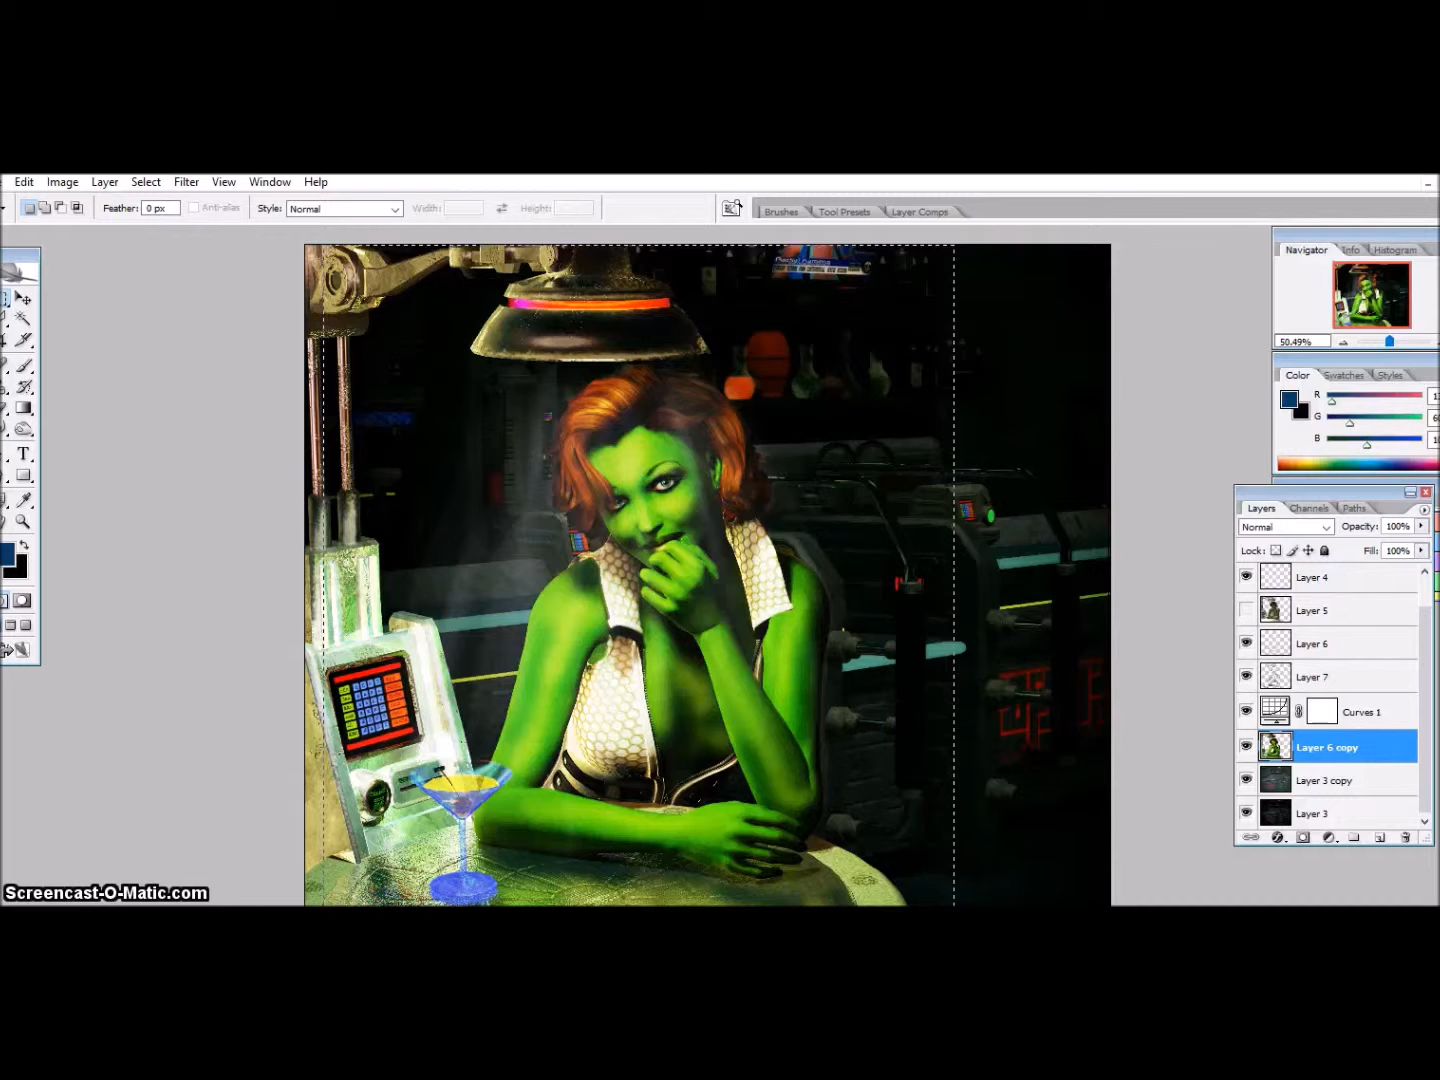 Edit Image Layer Select Filter View Window Help
Feather: 0 px Anti-alias Style: Normal Width: Height: Brushes Tool Presets Layer Comps
Navigator Info Histogram
50.49%
Color Swatches Styles
R
G
B
Layers Channels Paths
Normal Opacity: 100%
Lock: Fill: 100%
Layer 4
Layer 5
Layer 6
Layer 7
Curves 1
Layer 6 copy
Layer 3 copy
Layer 3
T
Screencast-O-Matic.com